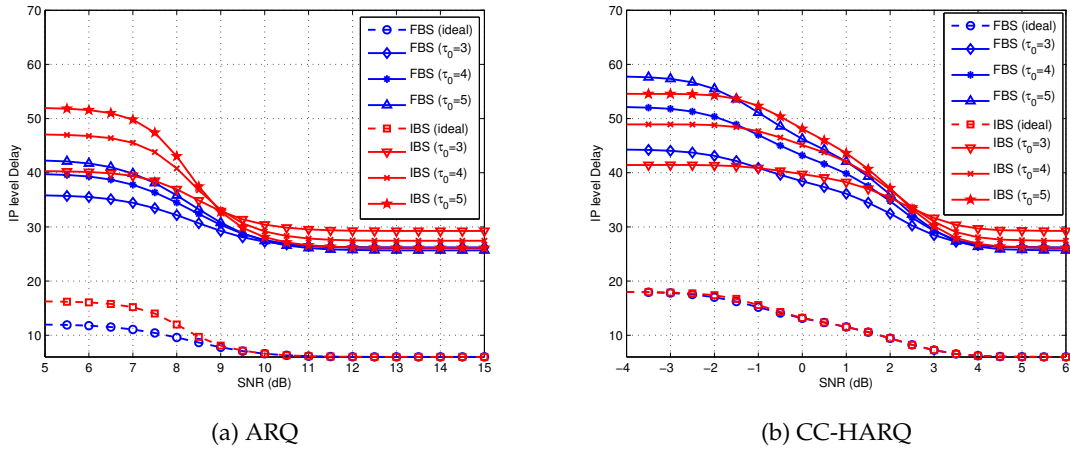 70
60
50
40
30
20
10
5
6
7
8
9
10
11
12
13
14
15
IP level Delay
SNR (dB)
FBS (ideal)
FBS (τ0=3)
FBS (τ0=4)
FBS (τ0=5)
IBS (ideal)
IBS (τ0=3)
IBS (τ0=4)
IBS (τ0=5)
(a) ARQ
70
60
50
40
30
20
10
−4
−3
−2
−1
0
1
2
3
4
5
6
IP level Delay
SNR (dB)
FBS (ideal)
FBS (τ0=3)
FBS (τ0=4)
FBS (τ0=5)
IBS (ideal)
IBS (τ0=3)
IBS (τ0=4)
IBS (τ0=5)
(b) CC-HARQ